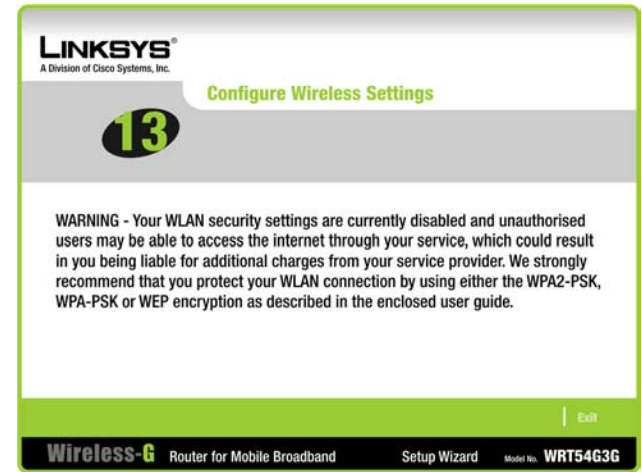 LINKSYS®
A Division of Cisco Systems, Inc.
Configure Wireless Settings
13
WARNING - Your WLAN security settings are currently disabled and unauthorised
users may be able to access the internet through your service, which could result
in you being liable for additional charges from your service provider. We strongly
recommend that you protect your WLAN connection by using either the WPA2-PSK,
WPA-PSK or WEP encryption as described in the enclosed user guide.
Exit
Wireless-G Router for Mobile Broadband Setup Wizard Model No. WRT54G3G